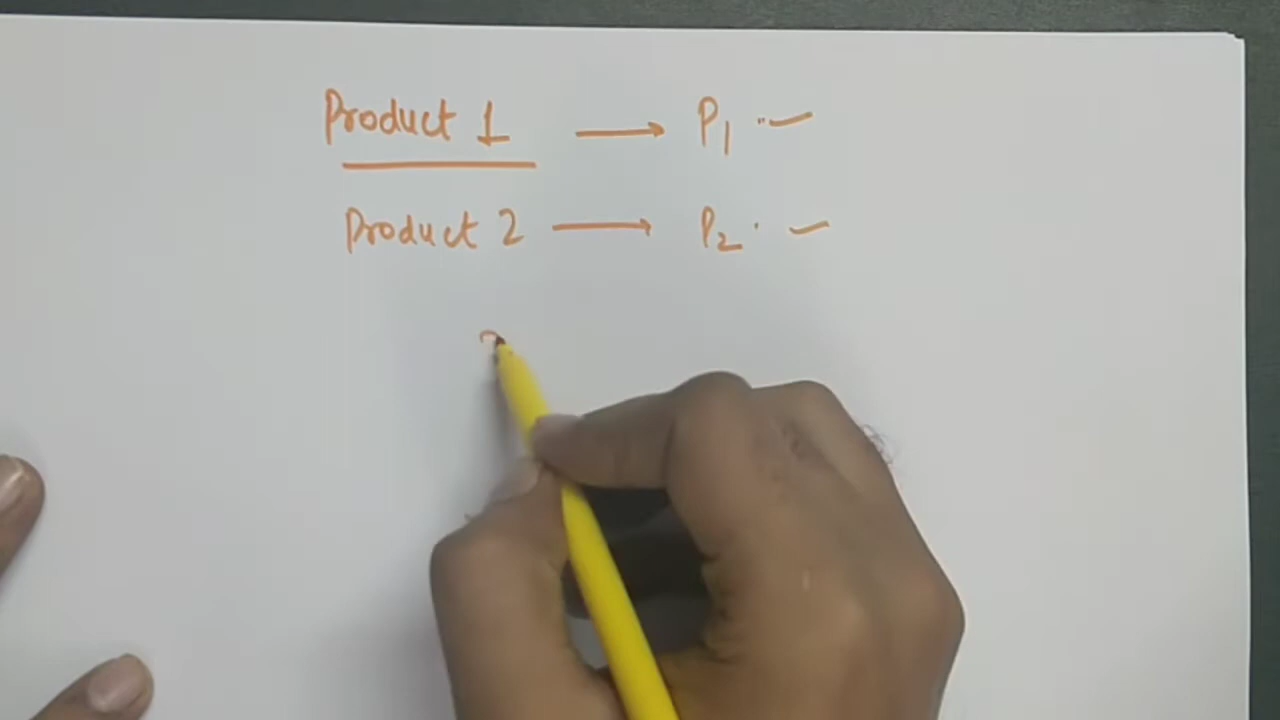 Product 1 → P₁
Product 2 → P₂